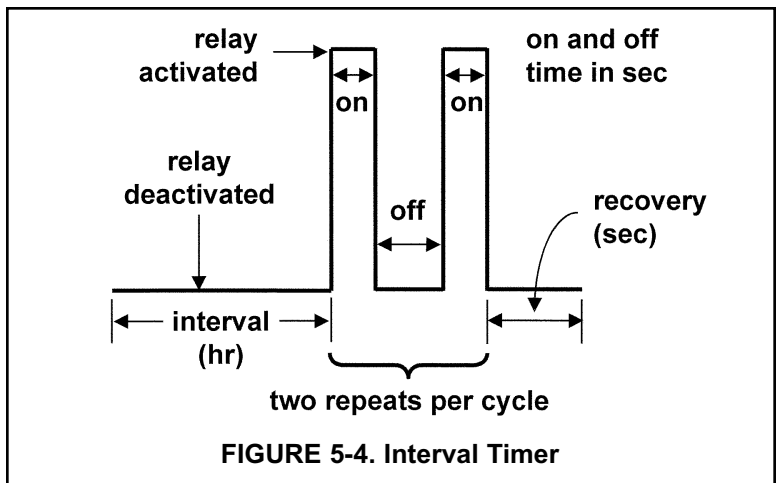 relay
activated
on and off
time in sec
on
on
relay
deactivated
off
recovery
(sec)
interval
(hr)
two repeats per cycle
FIGURE 5-4. Interval Timer